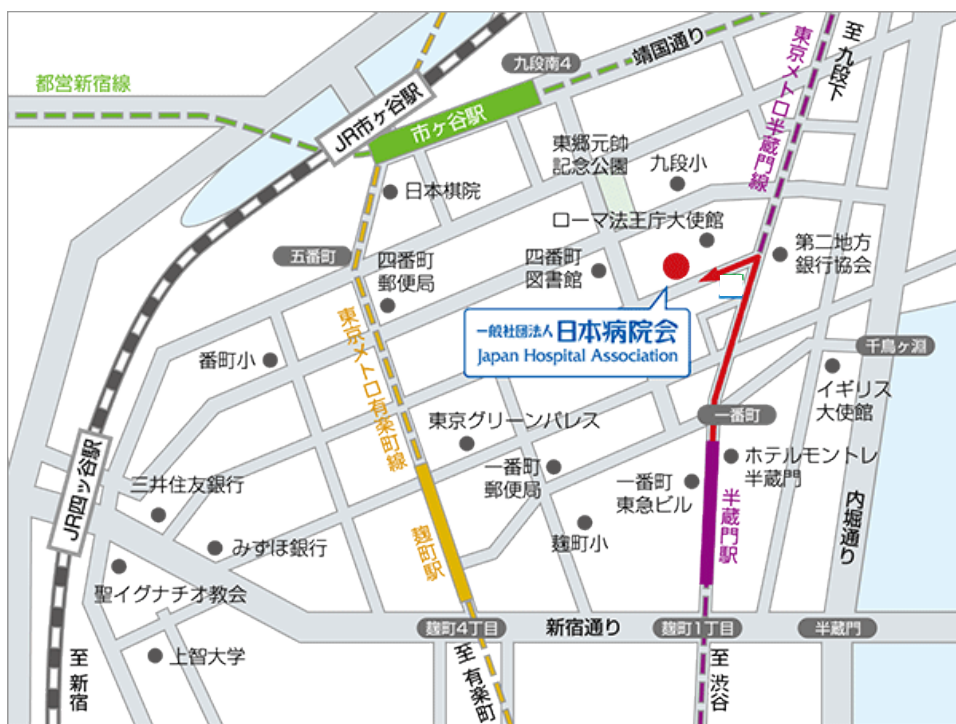 都営新宿線
JR市ヶ谷駅
市ヶ谷駅
九段南4
靖国通り
東京メトロ半蔵門線
至 九段下
東郷元帥
記念公園
九段小
日本棋院
ローマ法王庁大使館
第二地方
銀行協会
五番町
四番町
郵便局
四番町
図書館
一般社団法人 日本病院会
Japan Hospital Association
東京メトロ有楽町線
番町小
千鳥ヶ淵
イギリス
大使館
一番町
東京グリーンパレス
一番町
郵便局
一番町
東急ビル
ホテルモントレ
半蔵門
JR四ッ谷駅
三井住友銀行
みずほ銀行
麹町駅
麹町小
半蔵門駅
内堀通り
聖イグナチオ教会
麹町4丁目
新宿通り
麹町1丁目
半蔵門
上智大学
至 新宿
至 有楽町
至 渋谷